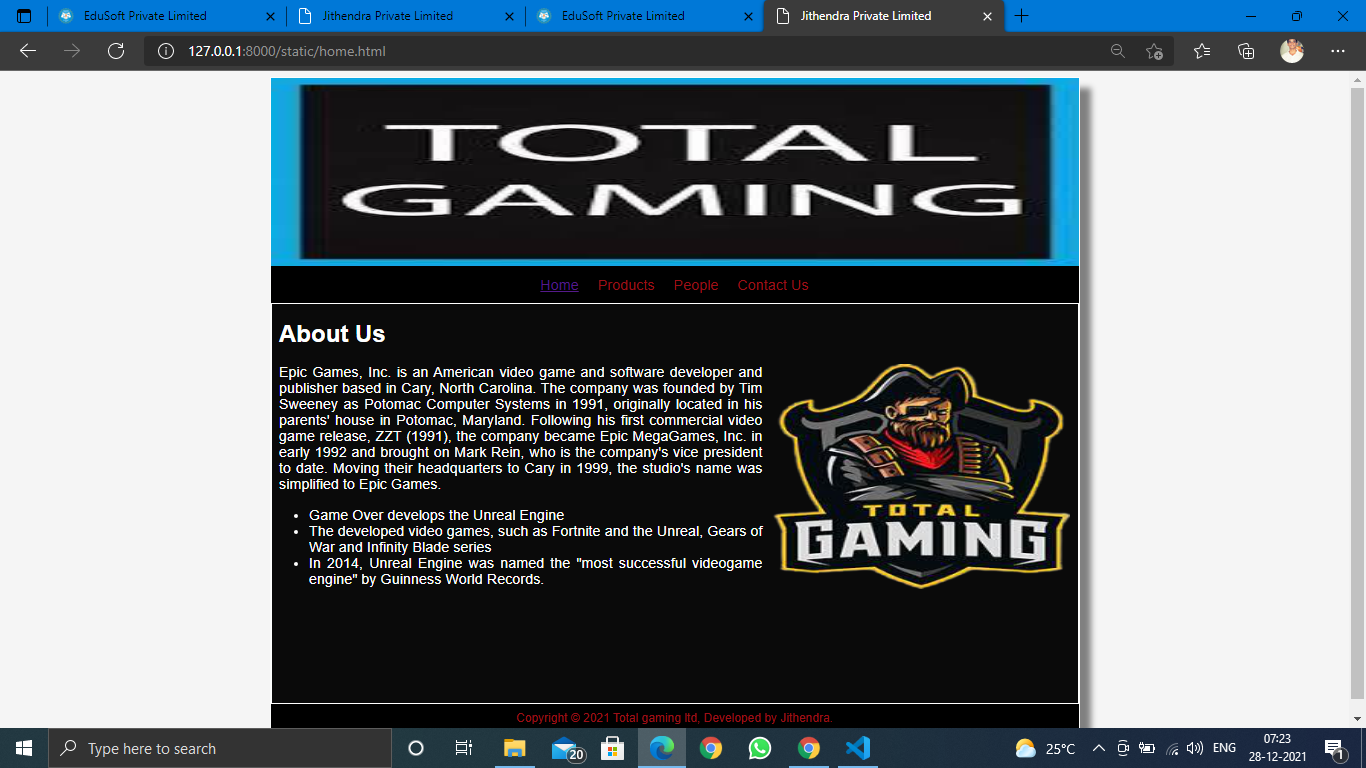 EduSoft Private Limited
Jithendra Private Limited
EduSoft Private Limited
Jithendra Private Limited
127.0.0.1:8000/static/home.html
TOTAL
GAMING
Home Products People Contact Us
About Us
Epic Games, Inc. is an American video game and software developer and
publisher based in Cary, North Carolina. The company was founded by Tim
Sweeney as Potomac Computer Systems in 1991, originally located in his
parents' house in Potomac, Maryland. Following his first commercial video
game release, ZZT (1991), the company became Epic MegaGames, Inc. in
early 1992 and brought on Mark Rein, who is the company's vice president
to date. Moving their headquarters to Cary in 1999, the studio's name was
simplified to Epic Games.
• Game Over develops the Unreal Engine
• The developed video games, such as Fortnite and the Unreal, Gears of
War and Infinity Blade series
• In 2014, Unreal Engine was named the "most successful videogame
engine" by Guinness World Records.
TOTAL
GAMING
Copyright © 2021 Total gaming ltd, Developed by Jithendra.
Type here to search
20
25°C
ENG
07:23
28-12-2021
1